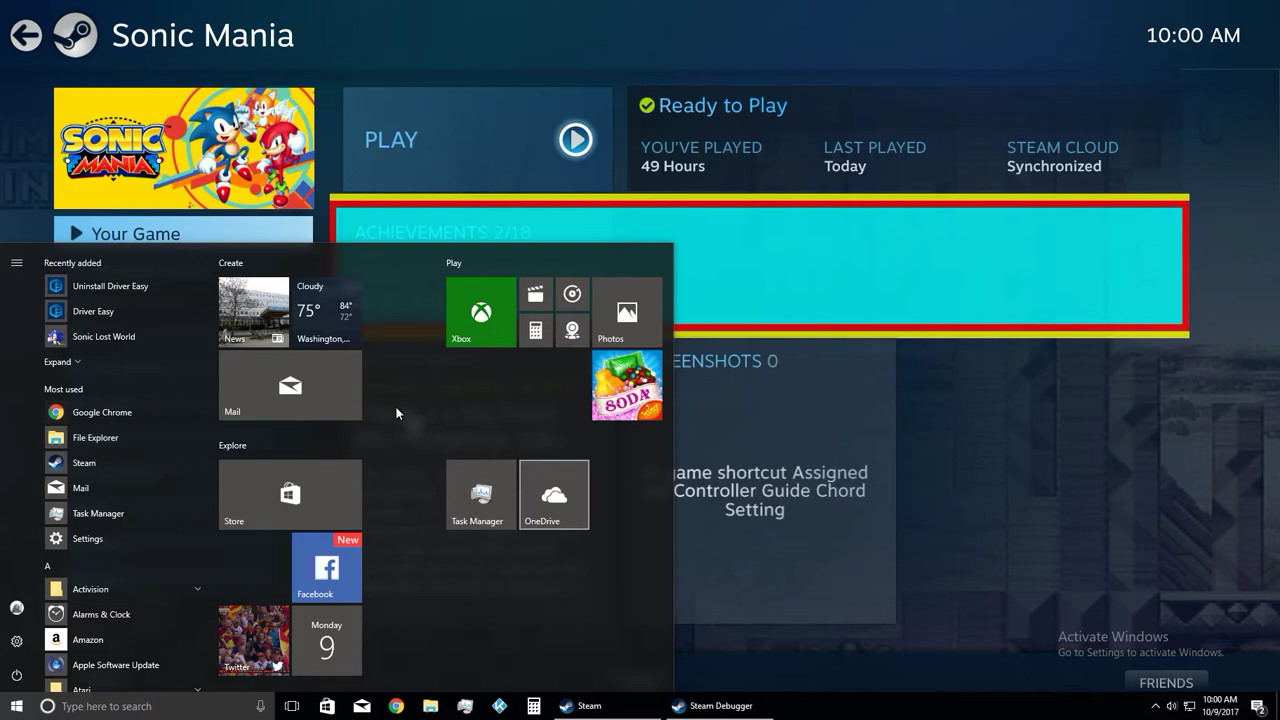 Sonic Mania
10:00 AM
SONIC
MANIA
PLAY
Ready to Play
YOU'VE PLAYED
49 Hours
LAST PLAYED
Today
STEAM CLOUD
Synchronized
Your Game
ACHIEVEMENTS 2/18
Recently added
Uninstall Driver Easy
Driver Easy
Sonic Lost World
Expand
Most used
Google Chrome
File Explorer
Steam
Mail
Task Manager
Settings
A
Activision
Alarms & Clock
Amazon
Apple Software Update
Atari
Create
News
Cloudy
75°
84°
72°
Washington,...
Mail
Explore
Store
New
Facebook
Twitter
Monday
9
Play
Xbox
Photos
SODA
Task Manager
OneDrive
EENSHOTS 0
game shortcut Assigned
Controller Guide Chord
Setting
Activate Windows
Go to Settings to activate Windows.
FRIENDS
Type here to search
Steam
Steam Debugger
10:00 AM
10/9/2017
2